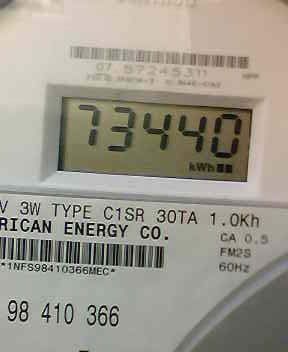 07.57245311
73440
kWh
V 3W TYPE C1SR 30TA 1.0Kh
RICAN ENERGY CO.
CA 0.5
FM2S
60Hz
*1NFS98410366MEC*
98 410 366